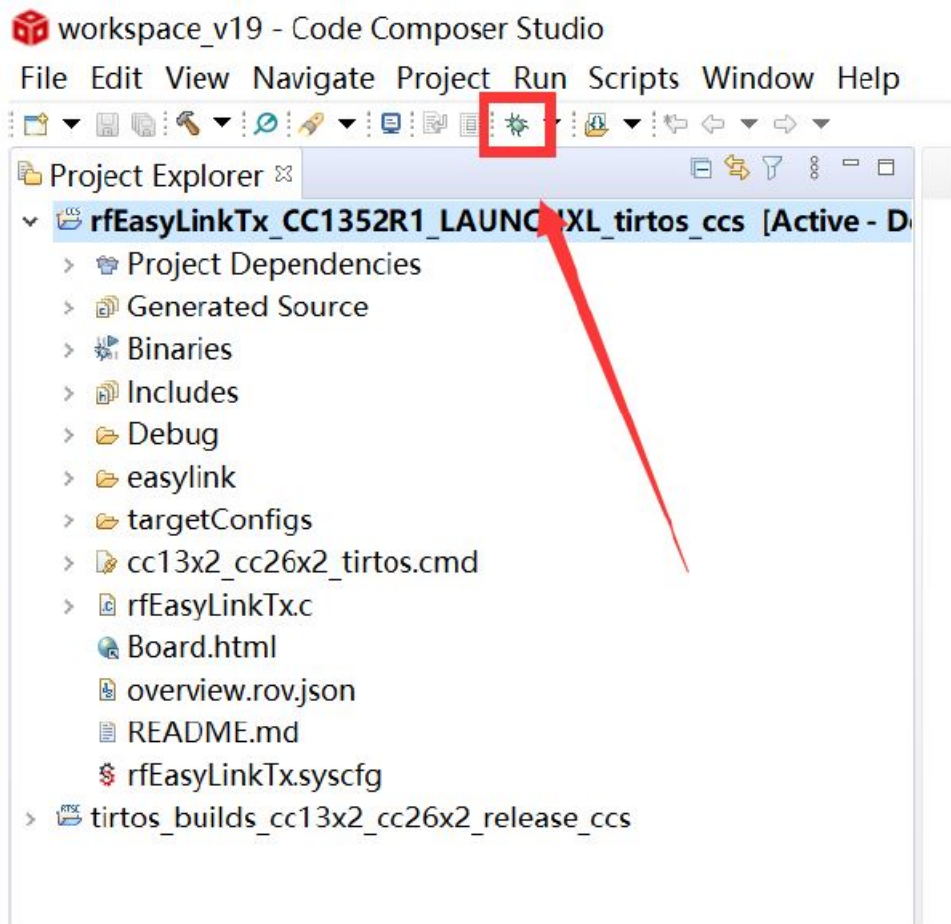 workspace_v19 - Code Composer Studio
File Edit View Navigate Project Run Scripts Window Help
Project Explorer
rfEasyLinkTx_CC1352R1_LAUNCHXL_tirtos_ccs [Active - De
Project Dependencies
Generated Source
Binaries
Includes
Debug
easylink
targetConfigs
cc13x2_cc26x2_tirtos.cmd
rfEasyLinkTx.c
Board.html
overview.rov.json
README.md
rfEasyLinkTx.syscfg
tirtos_builds_cc13x2_cc26x2_release_ccs